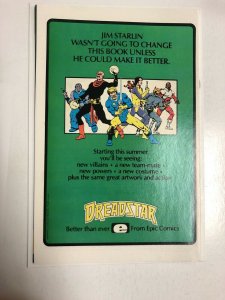 JIM STARLIN
WASN'T GOING TO CHANGE
THIS BOOK UNLESS
HE COULD MAKE IT BETTER.
Starting this summer
you'll be seeing:
new villains • a new team-mate •
new powers • a new costume •
plus the same great artwork and action
DREADSTAR
Better than ever e From Epic Comics